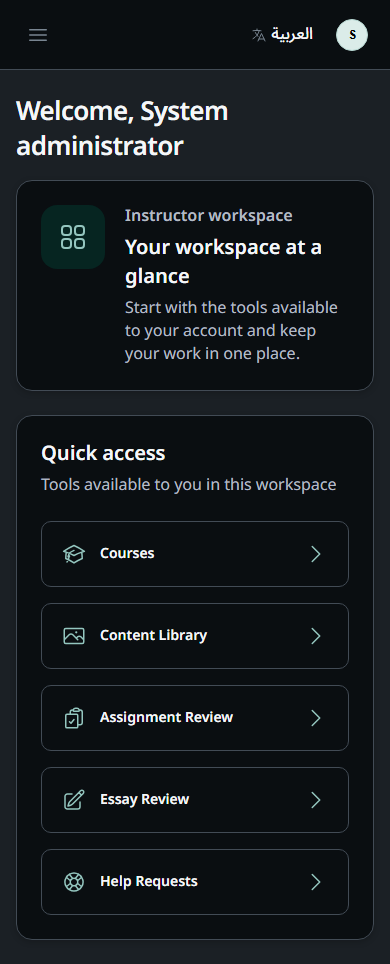 العربية
S
Welcome, System
administrator
Instructor workspace
Your workspace at a
glance
Start with the tools available
to your account and keep
your work in one place.
Quick access
Tools available to you in this workspace
Courses
Content Library
Assignment Review
Essay Review
Help Requests